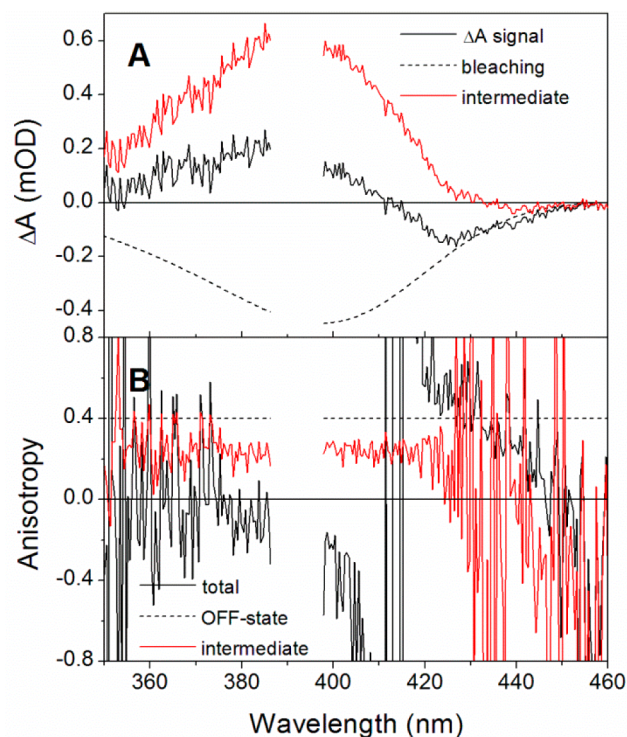 A
ΔA signal
bleaching
intermediate
ΔA (mOD)
0.6
0.4
0.2
0.0
-0.2
-0.4
0.8
B
Anisotropy
0.4
0.0
-0.4
-0.8
total
OFF-state
intermediate
360 380 400 420 440 460
Wavelength (nm)